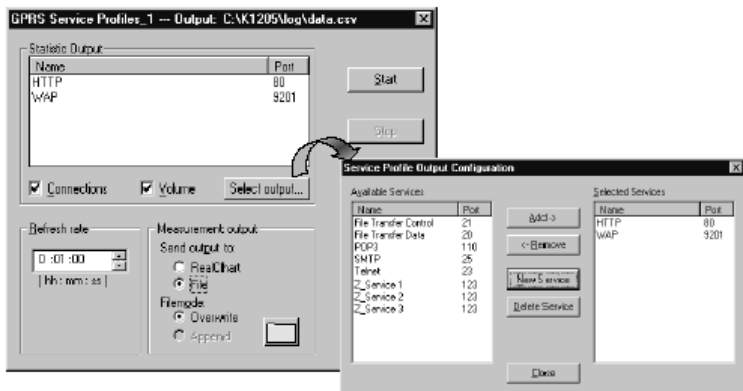 GPRS Service Profiles_1 --- Output: C:\K1205\log\data.csv
Statistic Output
Name Port
HTTP 80
WAP 9201
Start
Stop
Connections Volume Select output...
Refresh rate
0 :01 :00
[ hh : mm : ss ]
Measurement output
Send output to:
RealChart
File
Filemode:
Overwrite
Append
Service Profile Output Configuration
Available Services
Name Port
File Transfer Control 21
File Transfer Data 20
POP3 110
SMTP 25
Telnet 23
Z_Service 1 123
Z_Service 2 123
Z_Service 3 123
Add->
<-Remove
New Service
Delete Service
Close
Selected Services
Name Port
HTTP 80
WAP 9201